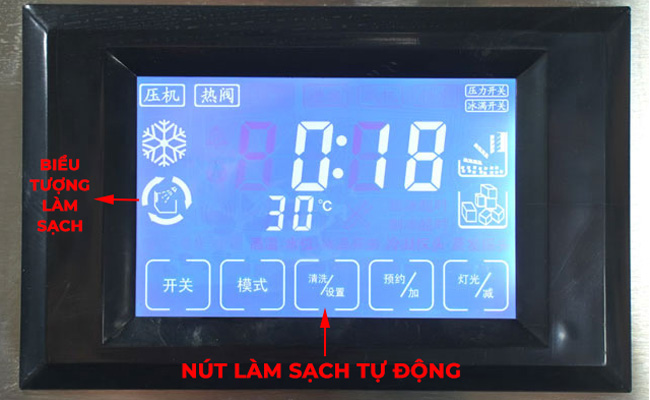 压机 热阀 压力开关
冰满开关
0:18
30°C
BIỂU
TƯỢNG
LÀM
SẠCH
开关 模式 清洗/设置 预约/加 灯光/减
NÚT LÀM SẠCH TỰ ĐỘNG